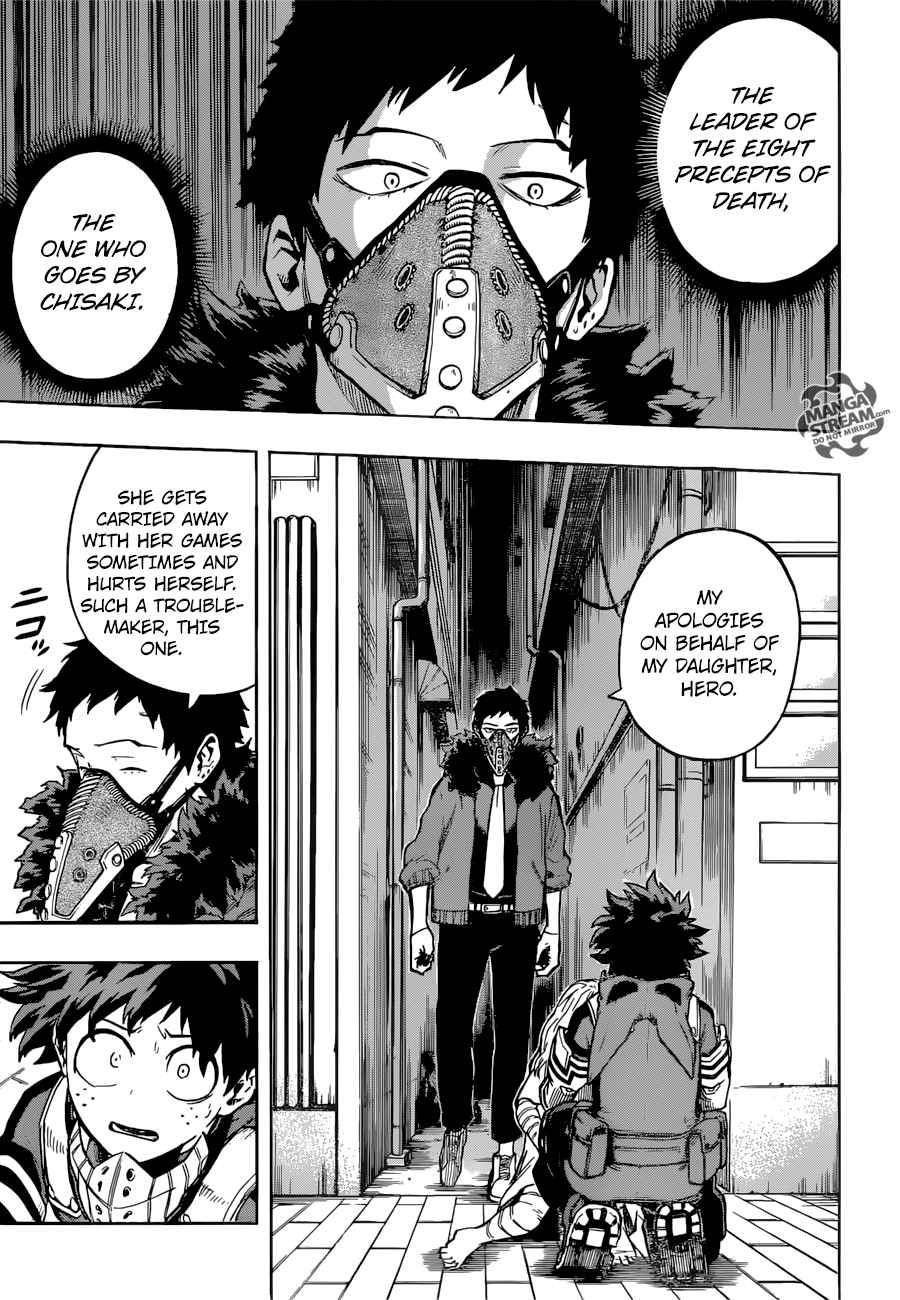 THE
LEADER OF
THE EIGHT
PRECEPTS OF
DEATH,
THE
ONE WHO
GOES BY
CHISAKI.
MANGA
STREAM.com
DO NOT MIRROR
MY
APOLOGIES
ON BEHALF OF
MY DAUGHTER,
HERO.
SHE GETS
CARRIED AWAY
WITH HER GAMES
SOMETIMES AND
HURTS HERSELF.
SUCH A TROUBLE-
MAKER, THIS
ONE.
ニコ